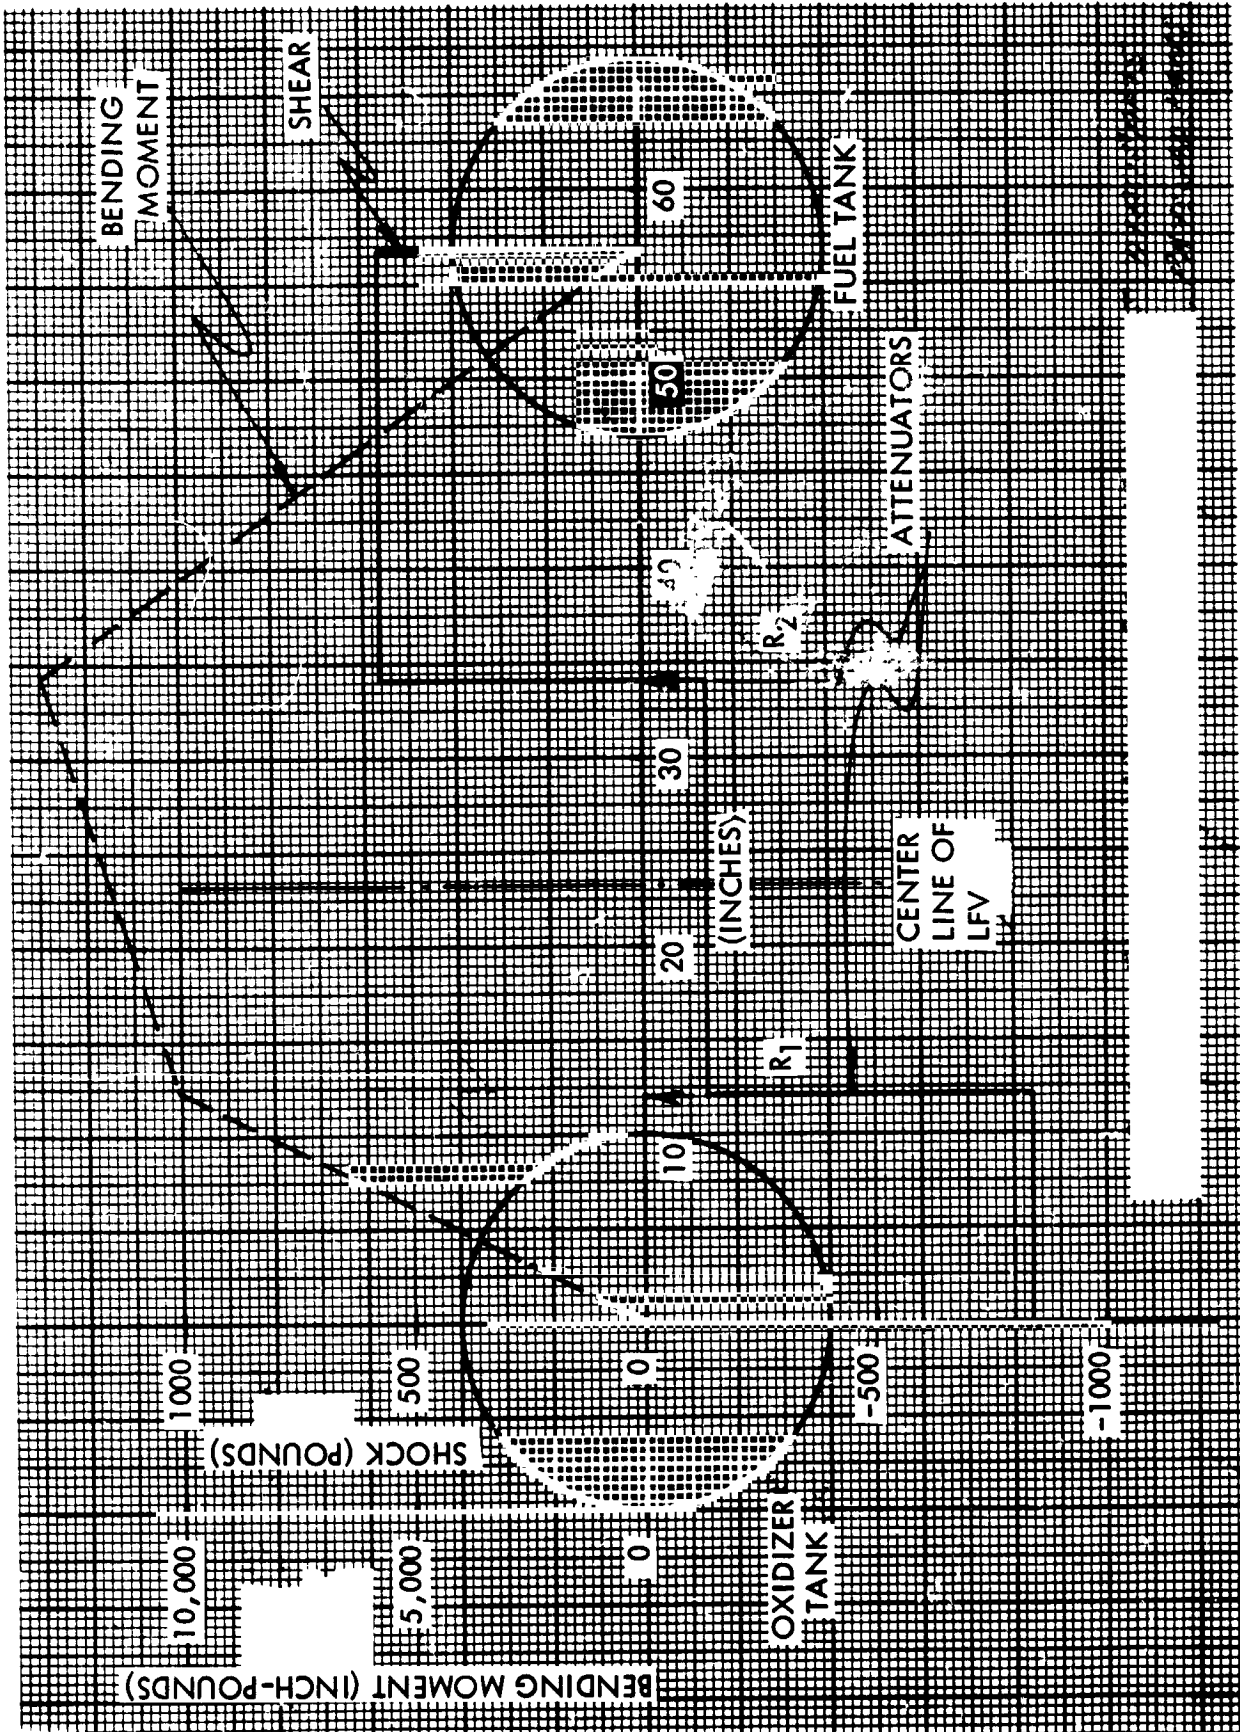 BENDING
MOMENT
SHEAR
BENDING MOMENT (INCH-POUNDS)
10,000
5,000
0
SHOCK (POUNDS)
1000
500
0
-500
-1000
10
20
30
40
50
60
(INCHES)
R1
R2
OXIDIZER
TANK
FUEL TANK
CENTER
LINE OF
LFV
ATTENUATORS